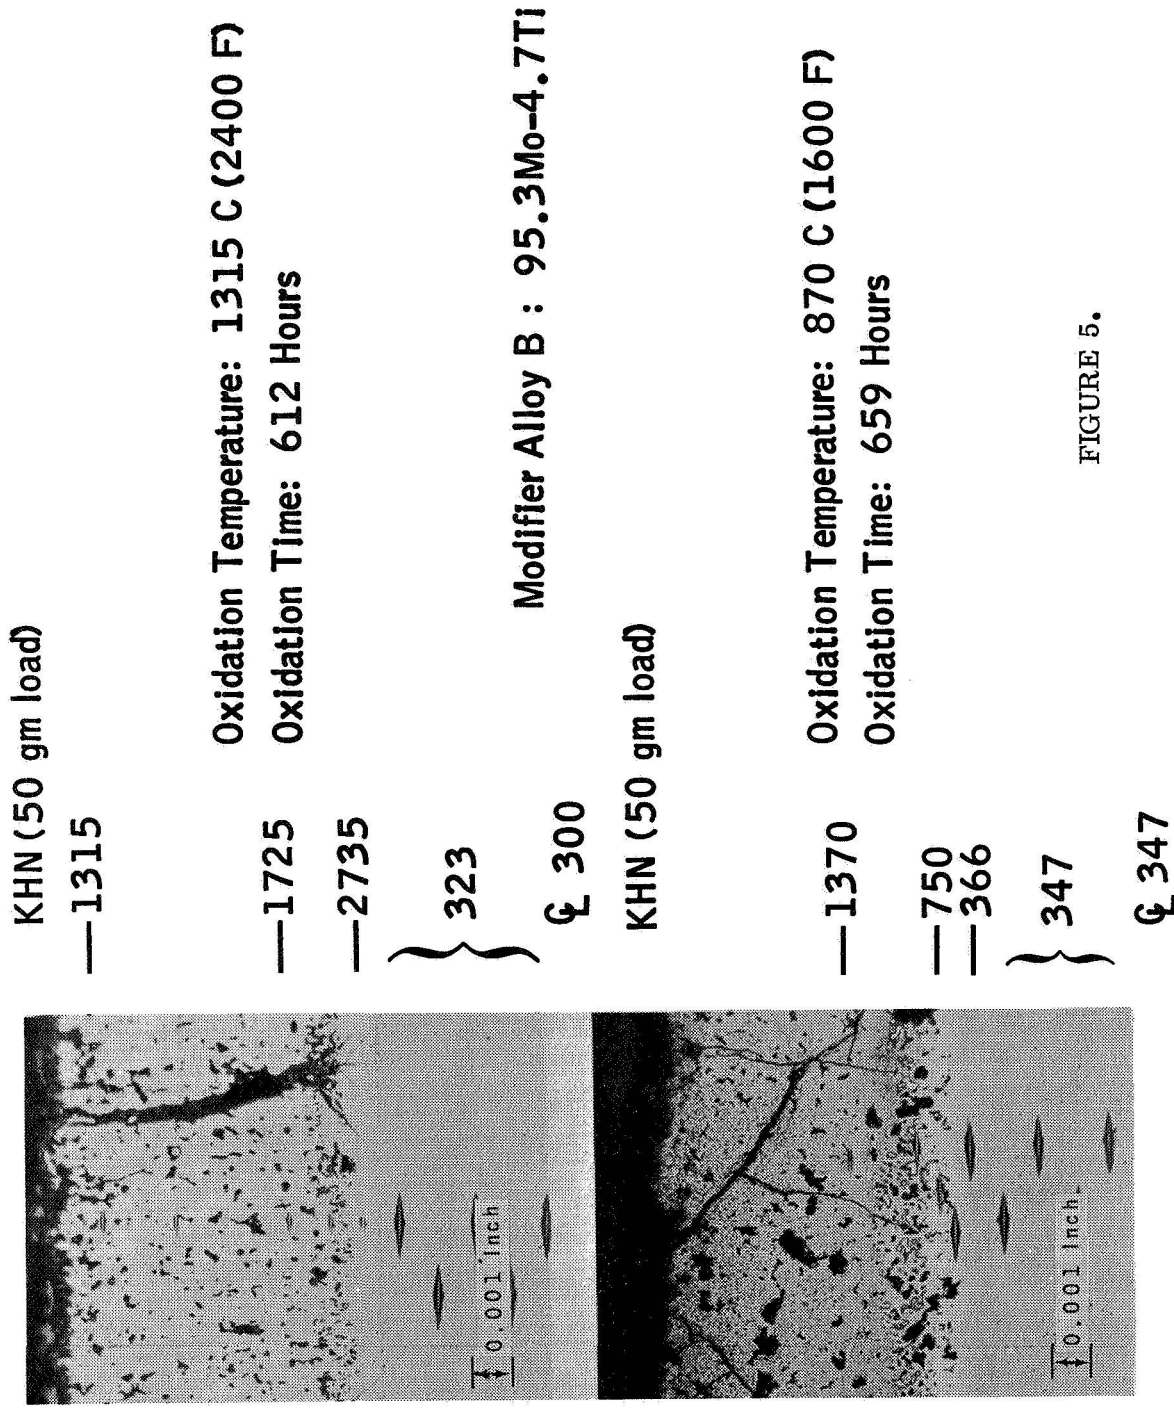 KHN (50 gm load)
—1315
—1725
—2735
323
℄ 300
Oxidation Temperature: 1315 C (2400 F)
Oxidation Time: 612 Hours
0.001 Inch
Modifier Alloy B : 95.3Mo-4.7Ti
KHN (50 gm load)
—1370
—750
—366
347
℄ 347
Oxidation Temperature: 870 C (1600 F)
Oxidation Time: 659 Hours
0.001 Inch
FIGURE 5.